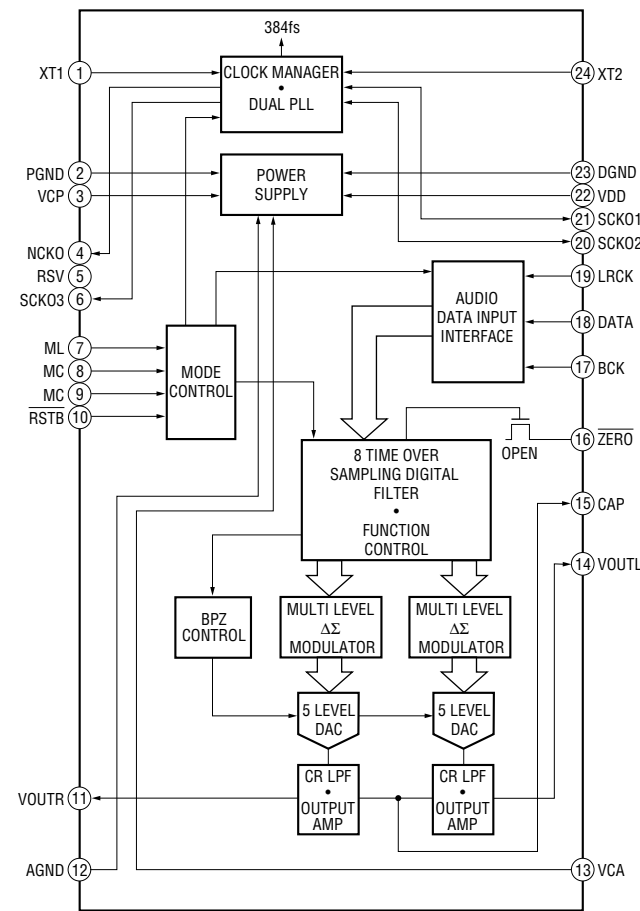 384fs
XT1 1
CLOCK MANAGER
•
DUAL PLL
24 XT2
PGND 2
VCP 3
POWER
SUPPLY
23 DGND
22 VDD
21 SCKO1
20 SCKO2
NCKO 4
RSV 5
SCKO3 6
AUDIO
DATA INPUT
INTERFACE
19 LRCK
18 DATA
17 BCK
ML 7
MC 8
MC 9
RSTB 10
MODE
CONTROL
OPEN
16 ZERO
8 TIME OVER
SAMPLING DIGITAL
FILTER
•
FUNCTION
CONTROL
15 CAP
14 VOUTL
BPZ
CONTROL
MULTI LEVEL
ΔΣ
MODULATOR
MULTI LEVEL
ΔΣ
MODULATOR
5 LEVEL
DAC
5 LEVEL
DAC
VOUTR 11
CR LPF
•
OUTPUT
AMP
CR LPF
•
OUTPUT
AMP
AGND 12
13 VCA